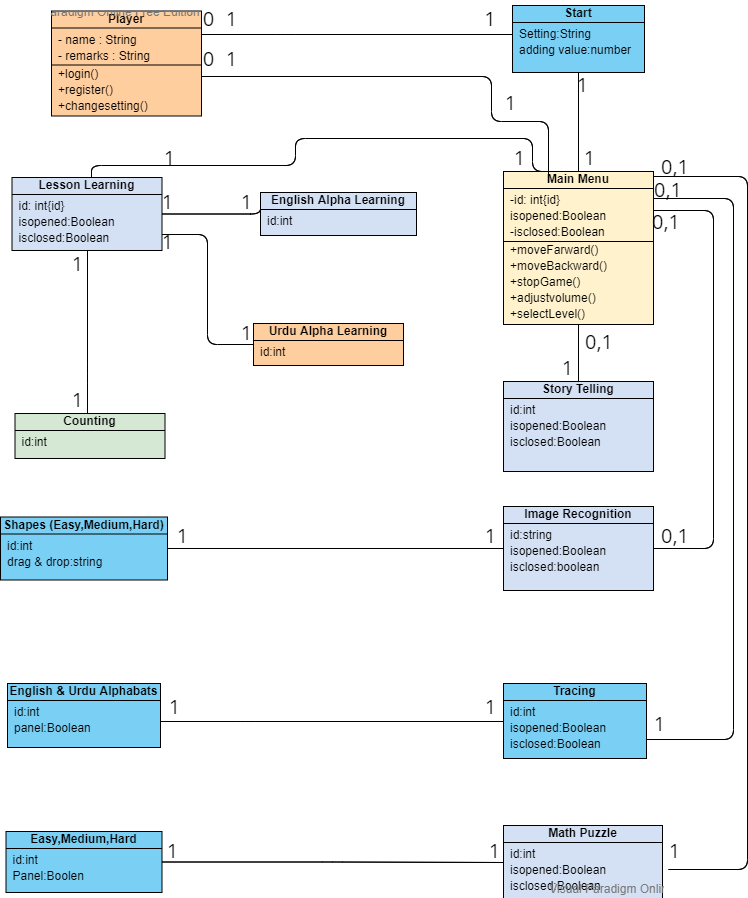 Paradigm Online Free Edition
Player
- name : String
- remarks : String
+login()
+register()
+changesetting()
0 1
0 1
1
Start
Setting:String
adding value:number
1
1
1
1
1
Lesson Learning
id: int{id}
isopened:Boolean
isclosed:Boolean
1
1
1
1
English Alpha Learning
id:int
1
Urdu Alpha Learning
id:int
1
Counting
id:int
Main Menu
-id: int{id}
isopened:Boolean
-isclosed:Boolean
+moveFarward()
+moveBackward()
+stopGame()
+adjustvolume()
+selectLevel()
0,1
0,1
0,1
0,1
1
Story Telling
id:int
isopened:Boolean
isclosed:Boolean
Shapes (Easy,Medium,Hard)
id:int
drag & drop:string
1
1
Image Recognition
id:string
isopened:Boolean
isclosed:boolean
0,1
English & Urdu Alphabats
id:int
panel:Boolean
1
1
Tracing
id:int
isopened:Boolean
isclosed:Boolean
1
Easy,Medium,Hard
id:int
Panel:Boolen
1
1
Math Puzzle
id:int
isopened:Boolean
isclosed:Boolean
1
Visual Paradigm Onli